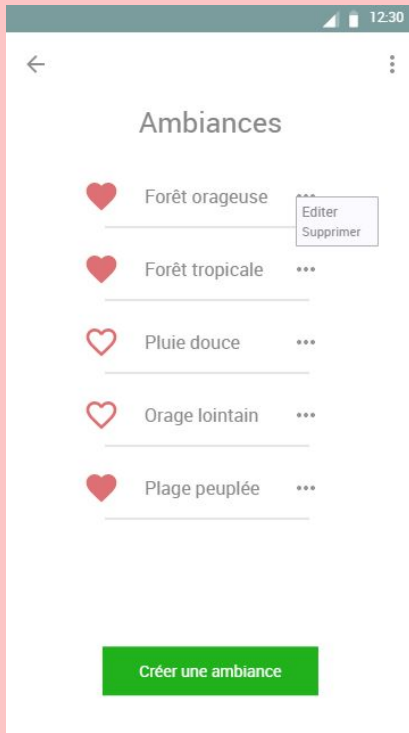 12:30
Ambiances
Forêt orageuse
Editer
Supprimer
Forêt tropicale
Pluie douce
Orage lointain
Plage peuplée
Créer une ambiance